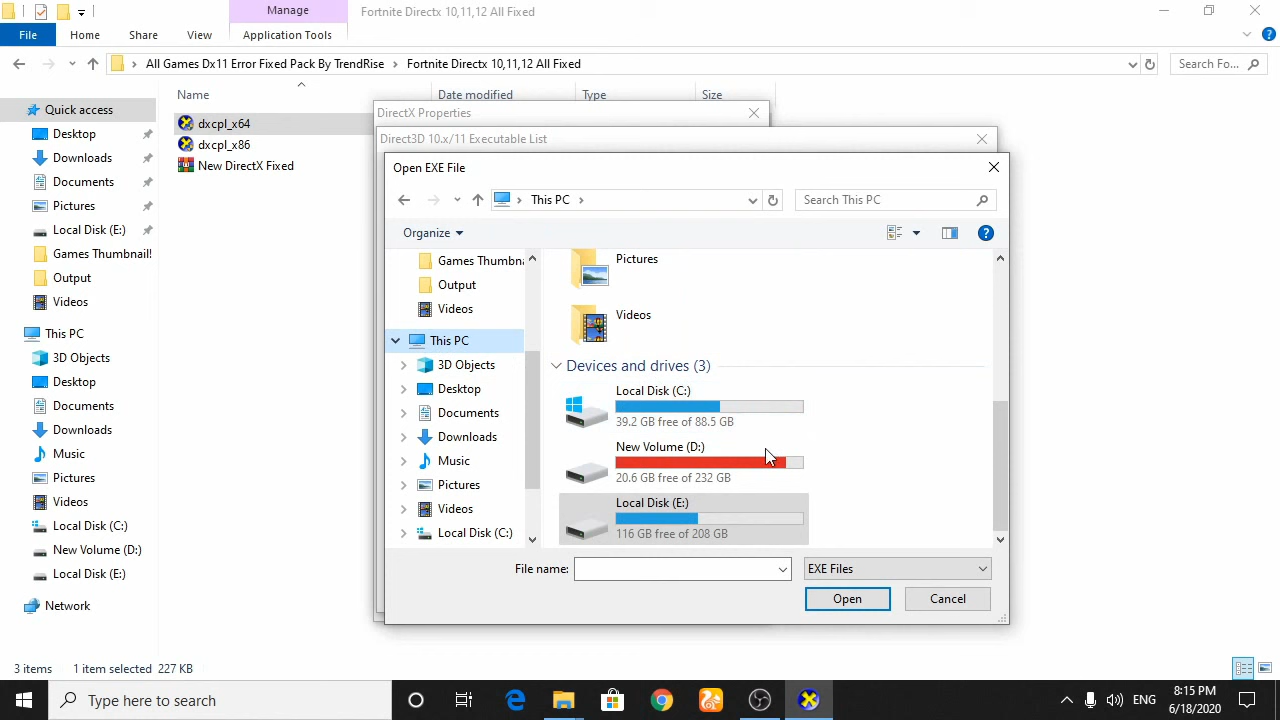 Manage
Fortnite Directx 10,11,12 All Fixed
File
Home
Share
View
Application Tools
All Games Dx11 Error Fixed Pack By TrendRise
Fortnite Directx 10,11,12 All Fixed
Search Fo...
Name
Date modified
Type
Size
Quick access
Desktop
Downloads
Documents
Pictures
Local Disk (E:)
Games Thumbnail!
Output
Videos
This PC
3D Objects
Desktop
Documents
Downloads
Music
Pictures
Videos
Local Disk (C:)
New Volume (D:)
Local Disk (E:)
Network
dxcpl_x64
dxcpl_x86
New DirectX Fixed
DirectX Properties
Direct3D 10.x/11 Executable List
Open EXE File
This PC
Search This PC
Organize
Games Thumbna
Output
Videos
This PC
3D Objects
Desktop
Documents
Downloads
Music
Pictures
Videos
Local Disk (C:)
Pictures
Videos
Devices and drives (3)
Local Disk (C:)
39.2 GB free of 88.5 GB
New Volume (D:)
20.6 GB free of 232 GB
Local Disk (E:)
116 GB free of 208 GB
File name:
EXE Files
Open
Cancel
3 items
1 item selected 227 KB
Type here to search
ENG
8:15 PM
6/18/2020